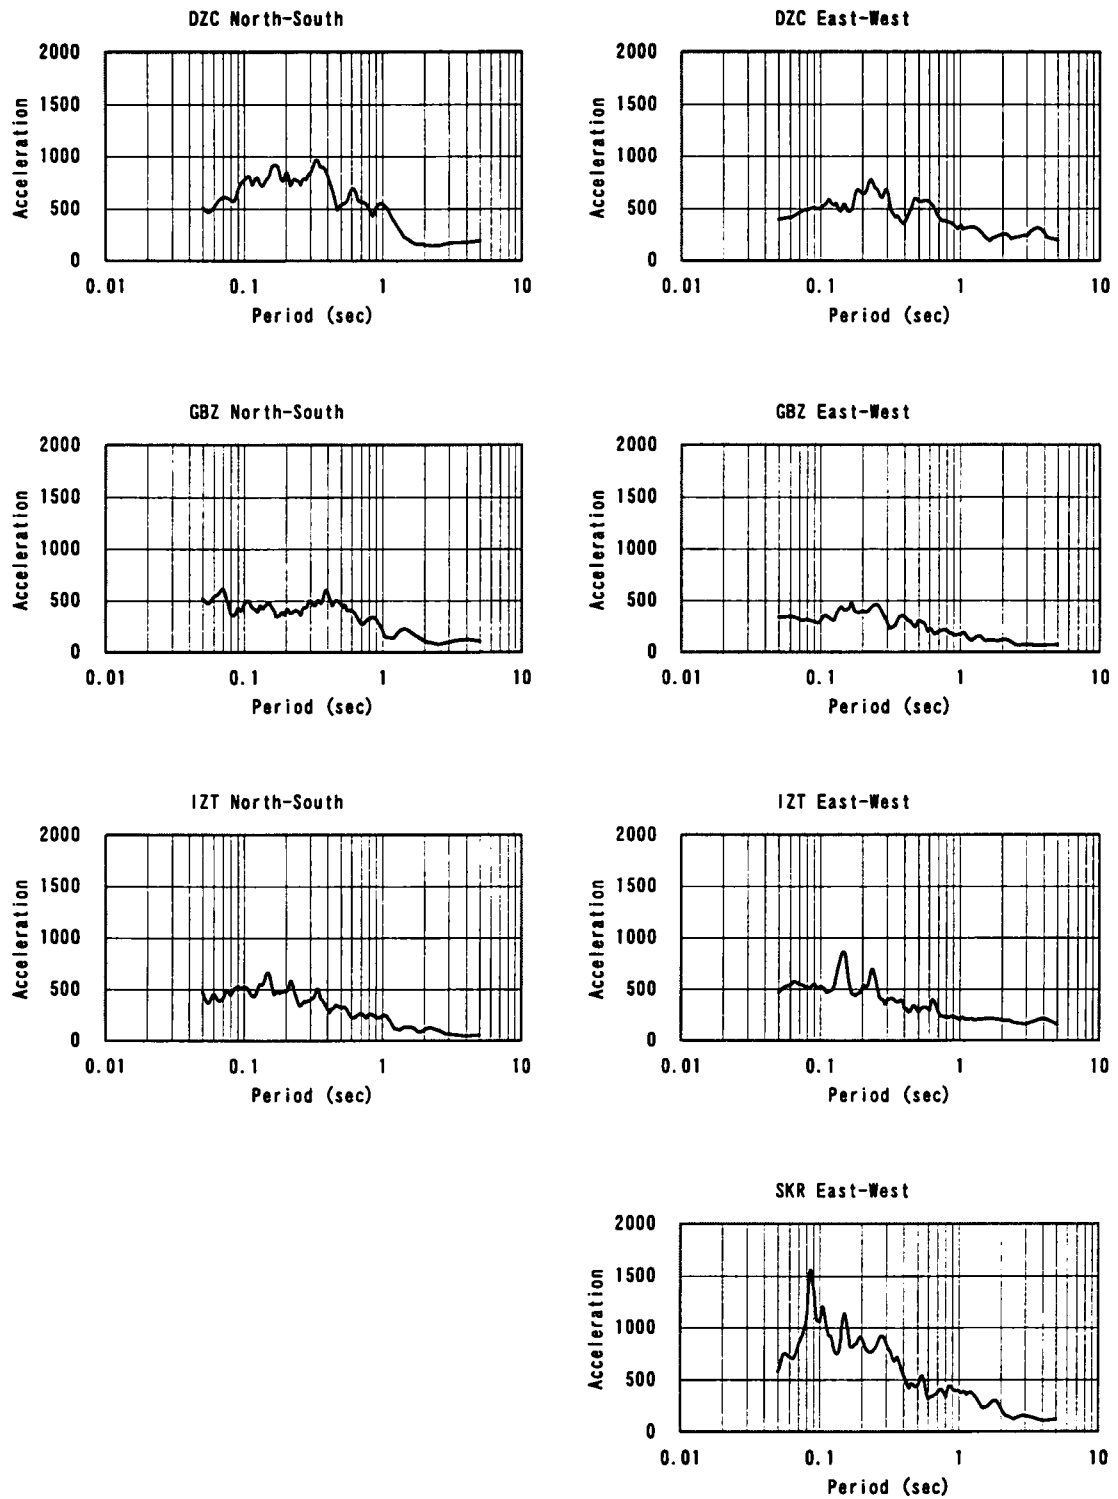 DZC North-South
2000
1500
1000
500
0
Acceleration
0.01 0.1 1 10
Period (sec)
DZC East-West
2000
1500
1000
500
0
Acceleration
0.01 0.1 1 10
Period (sec)
GBZ North-South
2000
1500
1000
500
0
Acceleration
0.01 0.1 1 10
Period (sec)
GBZ East-West
2000
1500
1000
500
0
Acceleration
0.01 0.1 1 10
Period (sec)
IZT North-South
2000
1500
1000
500
0
Acceleration
0.01 0.1 1 10
Period (sec)
IZT East-West
2000
1500
1000
500
0
Acceleration
0.01 0.1 1 10
Period (sec)
SKR East-West
2000
1500
1000
500
0
Acceleration
0.01 0.1 1 10
Period (sec)